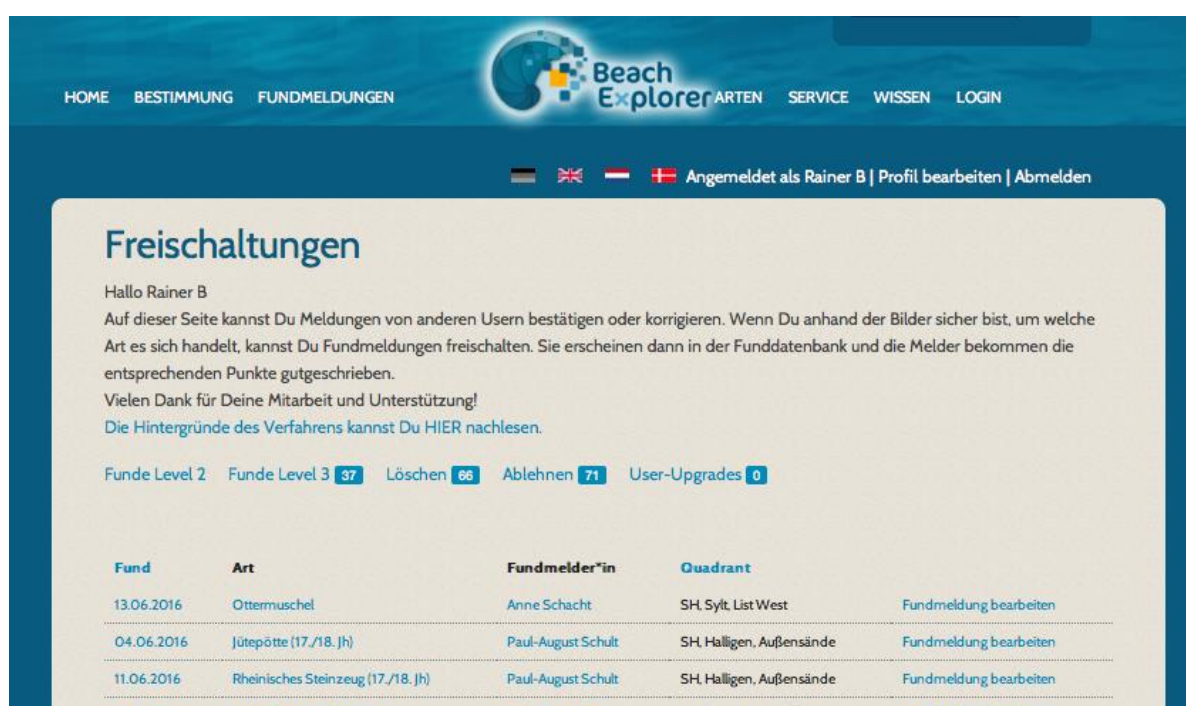 Beach
HOME BESTIMMUNG FUNDMELDUNGEN Explorer ARTEN SERVICE WISSEN LOGIN
Angemeldet als Rainer B | Profil bearbeiten | Abmelden
Freischaltungen
Hallo Rainer B
Auf dieser Seite kannst Du Meldungen von anderen Usern bestätigen oder korrigieren. Wenn Du anhand der Bilder sicher bist, um welche
Art es sich handelt, kannst Du Fundmeldungen freischalten. Sie erscheinen dann in der Funddatenbank und die Melder bekommen die
entsprechenden Punkte gutgeschrieben.
Vielen Dank für Deine Mitarbeit und Unterstützung!
Die Hintergründe des Verfahrens kannst Du HIER nachlesen.
Funde Level 2 Funde Level 3 37 Löschen 66 Ablehnen 71 User-Upgrades 0
Fund Art Fundmelder*in Quadrant
13.06.2016 Ottermuschel Anne Schacht SH, Sylt, List West Fundmeldung bearbeiten
04.06.2016 Jütepötte (17./18. Jh) Paul-August Schult SH, Halligen, Außensände Fundmeldung bearbeiten
11.06.2016 Rheinisches Steinzeug (17./18. Jh) Paul-August Schult SH, Halligen, Außensände Fundmeldung bearbeiten